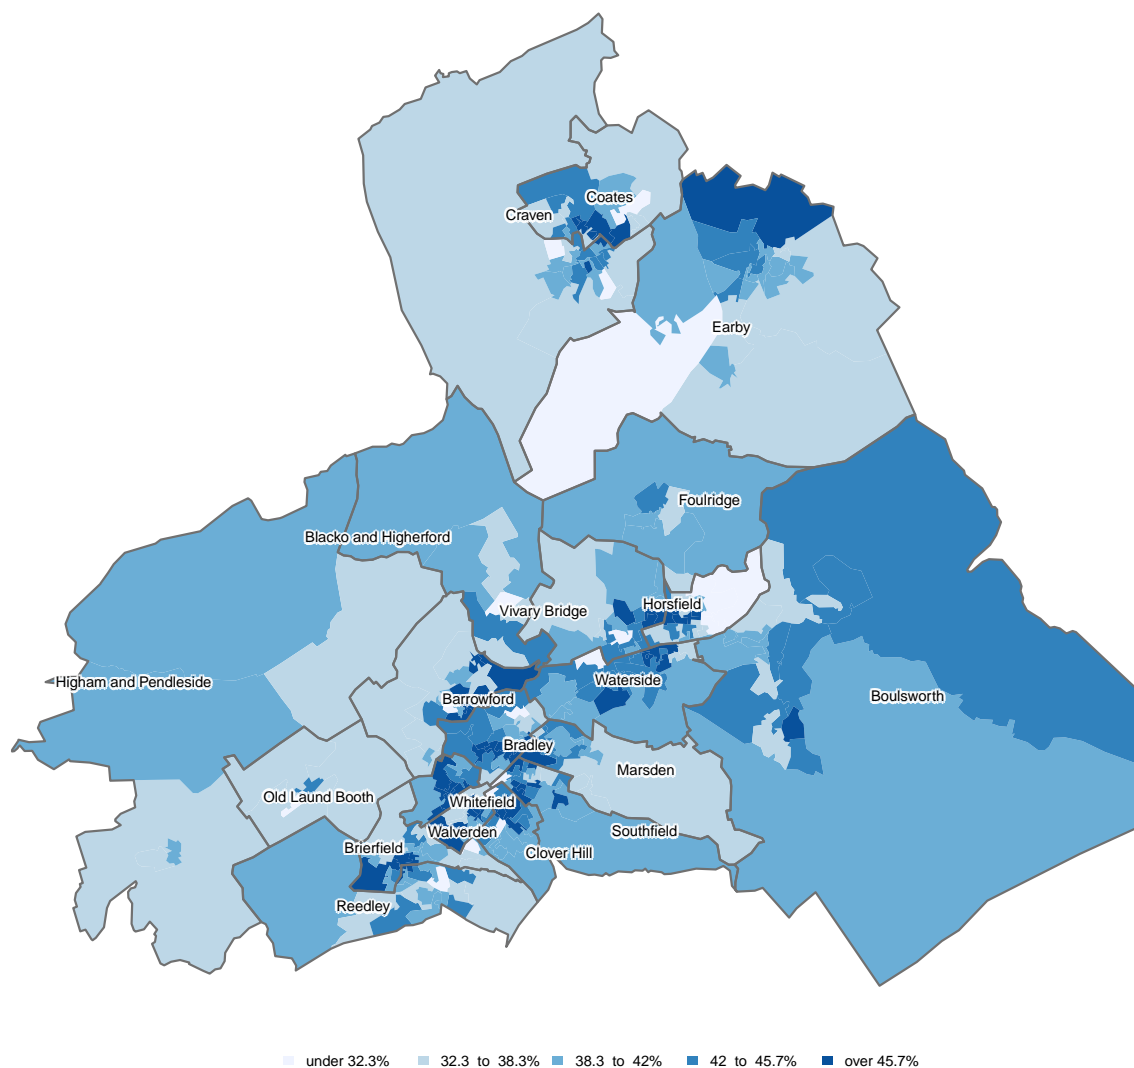 Coates
Craven
Earby
Foulridge
Blacko and Higherford
Vivary Bridge
Horsfield
Higham and Pendleside
Waterside
Boulsworth
Barrowford
Bradley
Marsden
Old Laund Booth
Whitefield
Walverden
Southfield
Brierfield
Clover Hill
Reedley
under 32.3% 32.3 to 38.3% 38.3 to 42% 42 to 45.7% over 45.7%